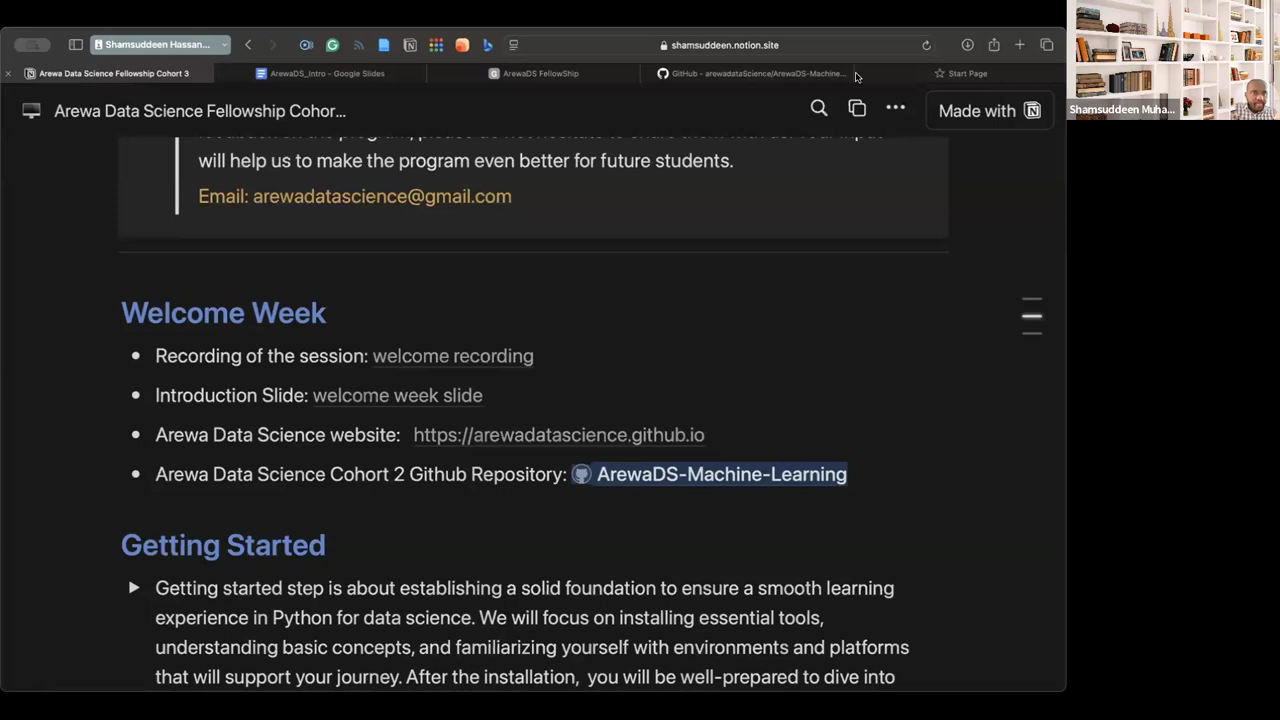 Shamsuddeen Hassan...
shamsuddeen.notion.site
Arewa Data Science Fellowship Cohort 3
ArewaDS_Intro - Google Slides
ArewaDS FellowShip
GitHub - arewadataScience/ArewaDS-Machine...
Start Page
Arewa Data Science Fellowship Cohor...
Made with
will help us to make the program even better for future students.
Email: arewadatascience@gmail.com
Welcome Week
Recording of the session: welcome recording
Introduction Slide: welcome week slide
Arewa Data Science website: https://arewadatascience.github.io
Arewa Data Science Cohort 2 Github Repository: ArewaDS-Machine-Learning
Getting Started
Getting started step is about establishing a solid foundation to ensure a smooth learning
experience in Python for data science. We will focus on installing essential tools,
understanding basic concepts, and familiarizing yourself with environments and platforms
that will support your journey. After the installation, you will be well-prepared to dive into
Shamsuddeen Muha...